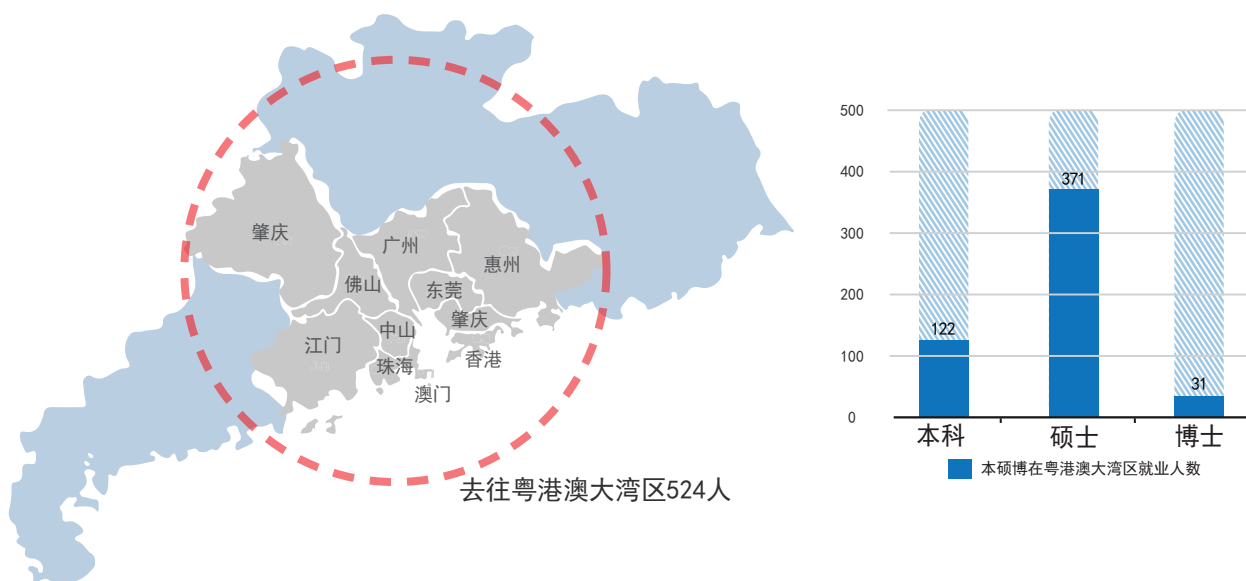 肇庆
广州
惠州
佛山
东莞
肇庆
中山
江门
香港
珠海
澳门
去往粤港澳大湾区524人
500
400
300
200
100
0
122
371
31
本科
硕士
博士
本硕博在粤港澳大湾区就业人数